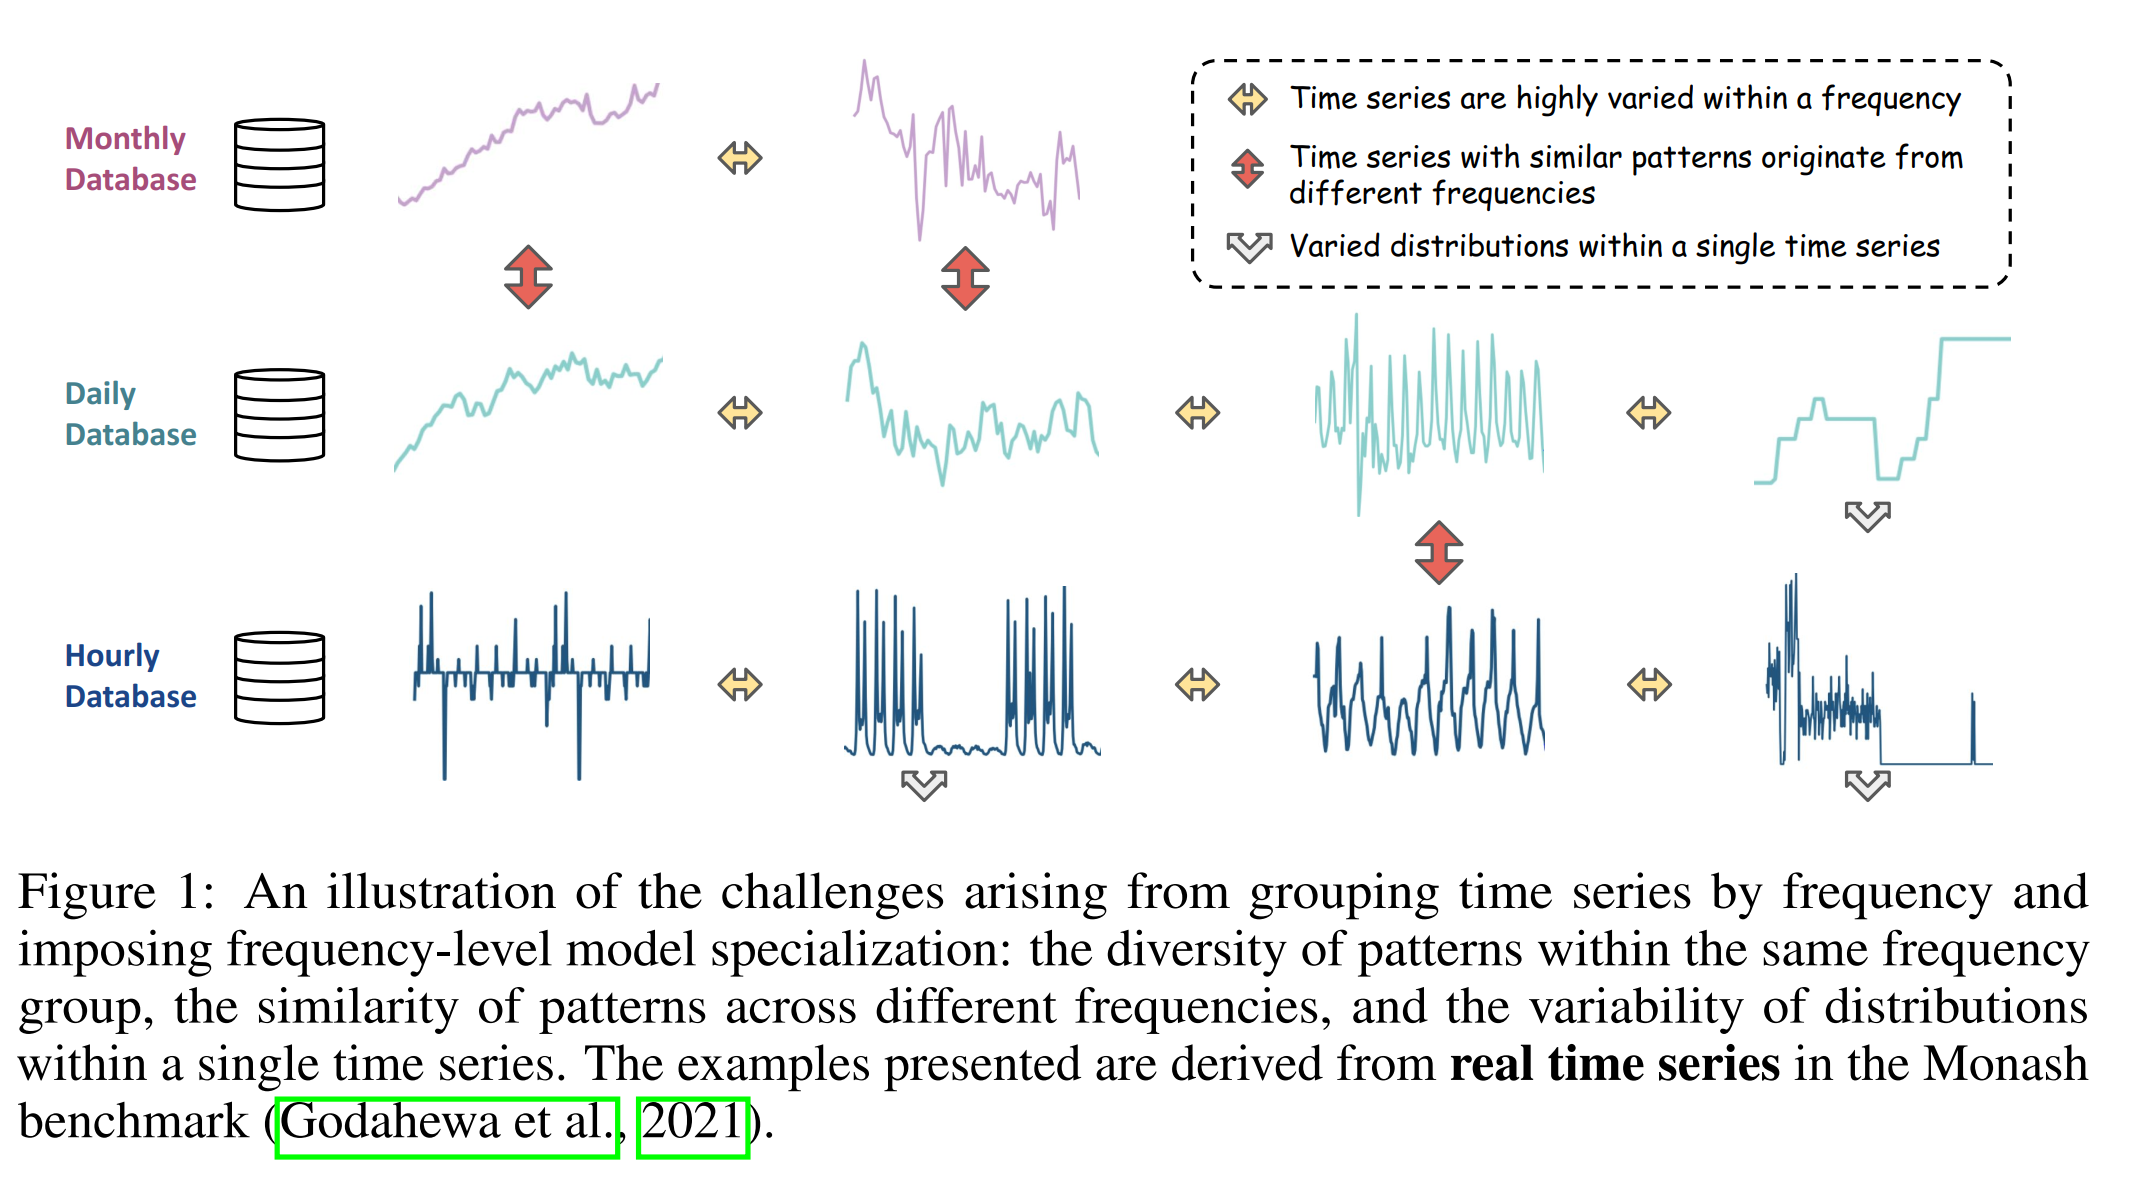 Monthly
Database
Time series are highly varied within a frequency
Time series with similar patterns originate from
different frequencies
Varied distributions within a single time series
Daily
Database
Hourly
Database
Figure 1: An illustration of the challenges arising from grouping time series by frequency and
imposing frequency-level model specialization: the diversity of patterns within the same frequency
group, the similarity of patterns across different frequencies, and the variability of distributions
within a single time series. The examples presented are derived from real time series in the Monash
benchmark (Godahewa et al., 2021).